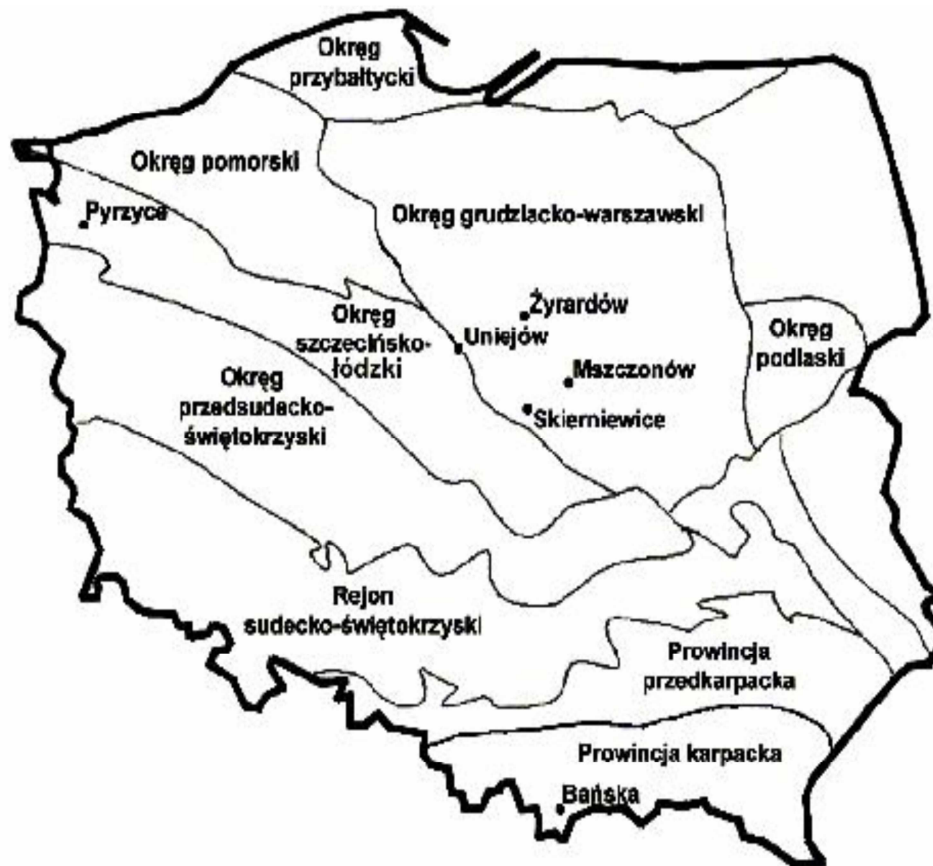 Okręg
przybałtycki
Okręg pomorski
Pyrzyce
Okręg grudziacko-warszawski
Żyrardów
Okręg
szczecińsko-
łódzki
Uniejów
Okręg
podlaski
Mszczonów
Okręg
przedsudecko-
świętokrzyski
Skierniewice
Rejon
sudecko-świętokrzyski
Prowincja
przedkarpacka
Prowincja karpacka
Bańska